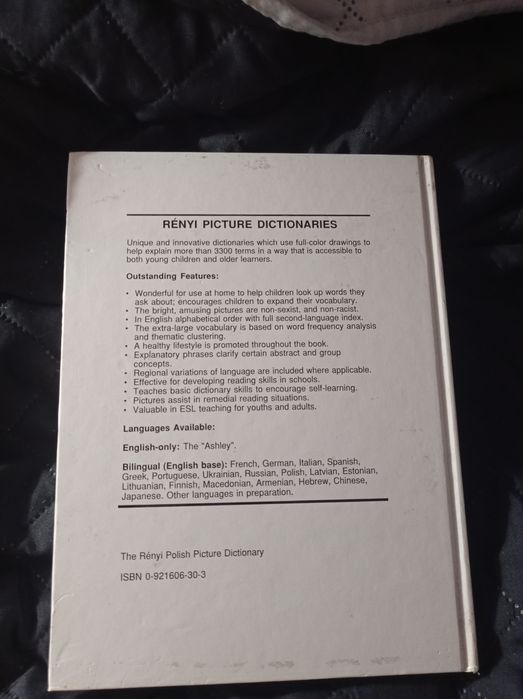 RÉNYI PICTURE DICTIONARIES
Unique and innovative dictionaries which use full-color drawings to
help explain more than 3300 terms in a way that is accessible to
both young children and older learners.
Outstanding Features:
• Wonderful for use at home to help children look up words they
ask about; encourages children to expand their vocabulary.
• The bright, amusing pictures are non-sexist, and non-racist.
• In English alphabetical order with full second-language index.
• The extra-large vocabulary is based on word frequency analysis
and thematic clustering.
• A healthy lifestyle is promoted throughout the book.
• Explanatory phrases clarify certain abstract and group
concepts.
• Regional variations of language are included where applicable.
• Effective for developing reading skills in schools.
• Teaches basic dictionary skills to encourage self-learning.
• Pictures assist in remedial reading situations.
• Valuable in ESL teaching for youths and adults.
Languages Available:
English-only: The "Ashley".
Bilingual (English base): French, German, Italian, Spanish,
Greek, Portuguese, Ukrainian, Russian, Polish, Latvian, Estonian,
Lithuanian, Finnish, Macedonian, Armenian, Hebrew, Chinese,
Japanese. Other languages in preparation.
The Rényi Polish Picture Dictionary
ISBN 0-921606-30-3